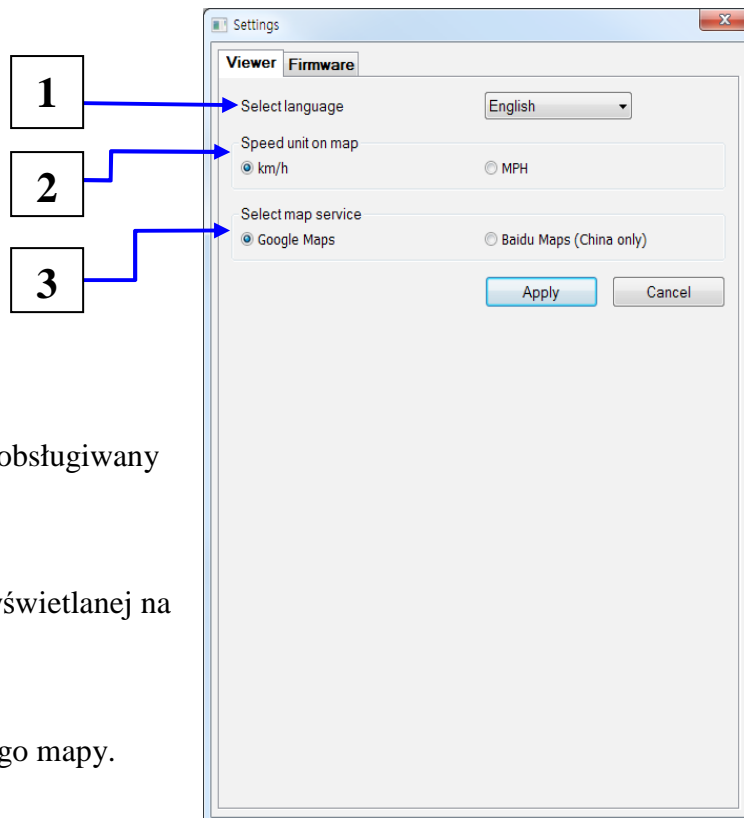 Settings
Viewer Firmware
1
Select language English
Speed unit on map
2
km/h MPH
Select map service
3
Google Maps Baidu Maps (China only)
Apply Cancel
obsługiwany
yświetlanej na
go mapy.